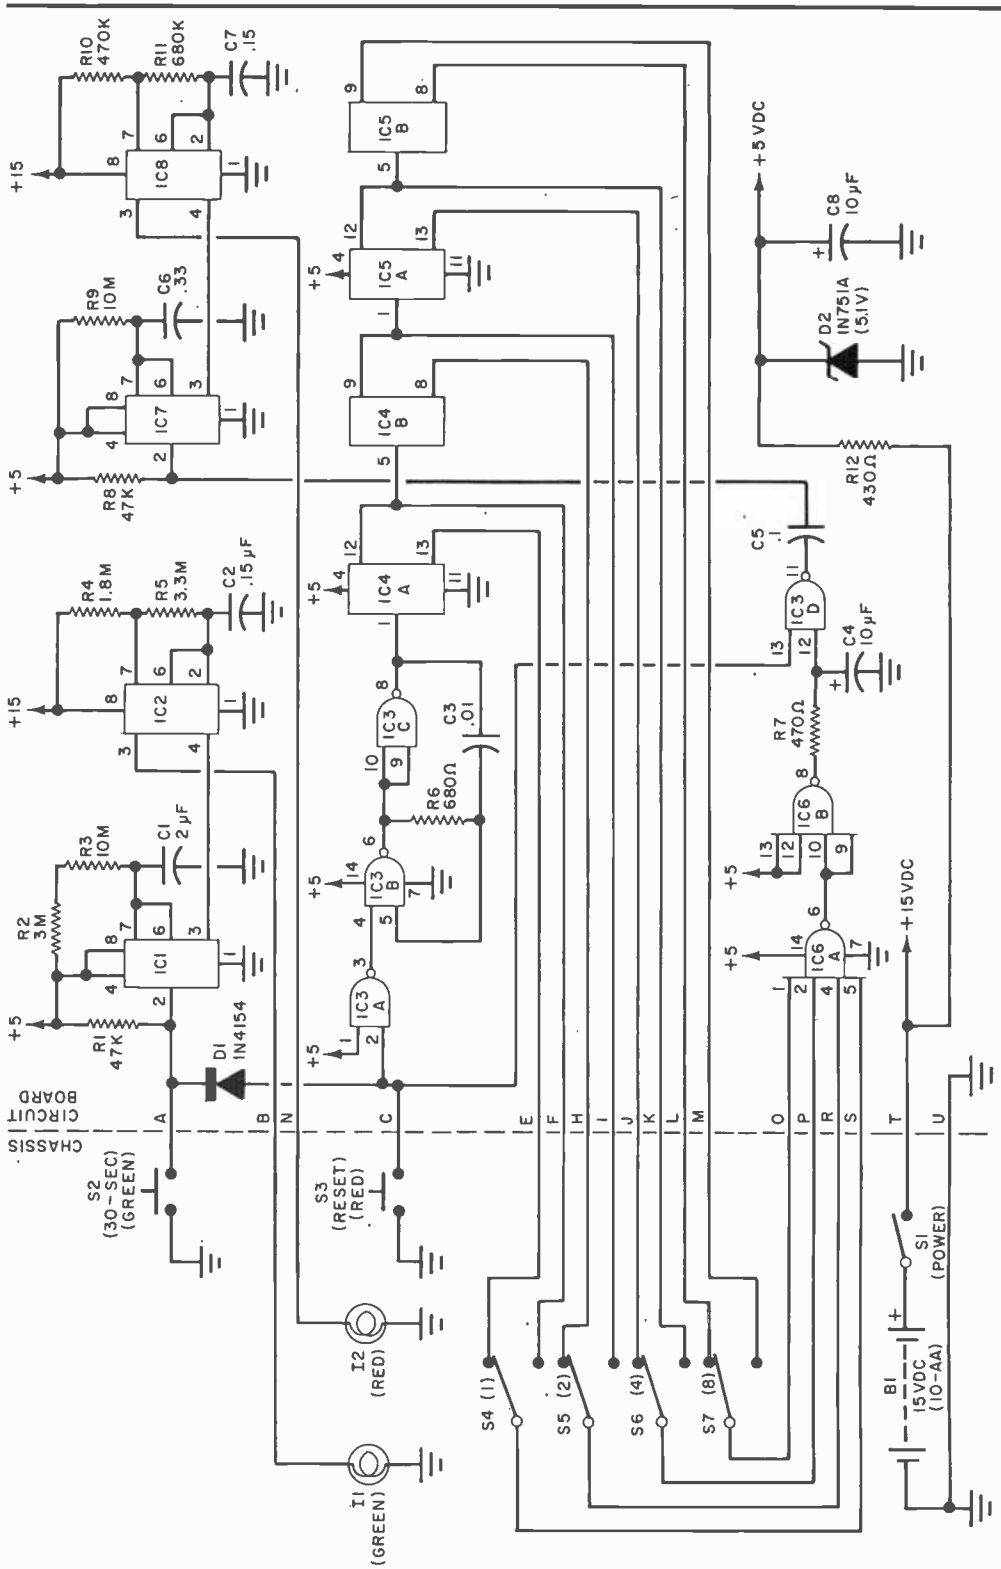 +5
R1
47K
R2
3M
R3
10M
C1
2 µF
4
8
7
6
IC1
2
3
1
+15
R4
1.8M
R5
3.3M
C2
.15µF
8
7
6
2
3
IC2
4
1
+5
R8
47K
R9
10M
C6
.33
4
8
7
6
IC7
2
3
1
+15
R10
470K
R11
680K
C7
.15
8
7
6
2
3
IC8
4
1
CHASSIS
CIRCUIT
BOARD
S2
(30-SEC)
(GREEN)
A
D1
1N4154
B
N
I1
(GREEN)
I2
(RED)
S3
(RESET)
(RED)
C
+5
1
2
IC3
A
3
4
5
+5
14
IC3
B
7
6
R6
680Ω
10
9
IC3
C
8
C3
.01
+5
4
12
1
IC4
A
13
11
5
IC4
B
9
8
+5
4
12
1
IC5
A
13
11
5
IC5
B
9
8
E
F
H
I
J
K
L
M
S4 (1)
S5 (2)
S6 (4)
S7 (8)
O
P
R
S
1
2
4
5
+5
14
IC6
A
7
6
+5
13
12
10
9
IC6
B
8
R7
470Ω
+
C4
10µF
13
12
IC3
D
11
C5
.1
B1
15VDC
(10-AA)
+
S1
(POWER)
T
U
+15VDC
R12
430Ω
D2
1N751A
(5.1V)
+
C8
10µF
+5VDC